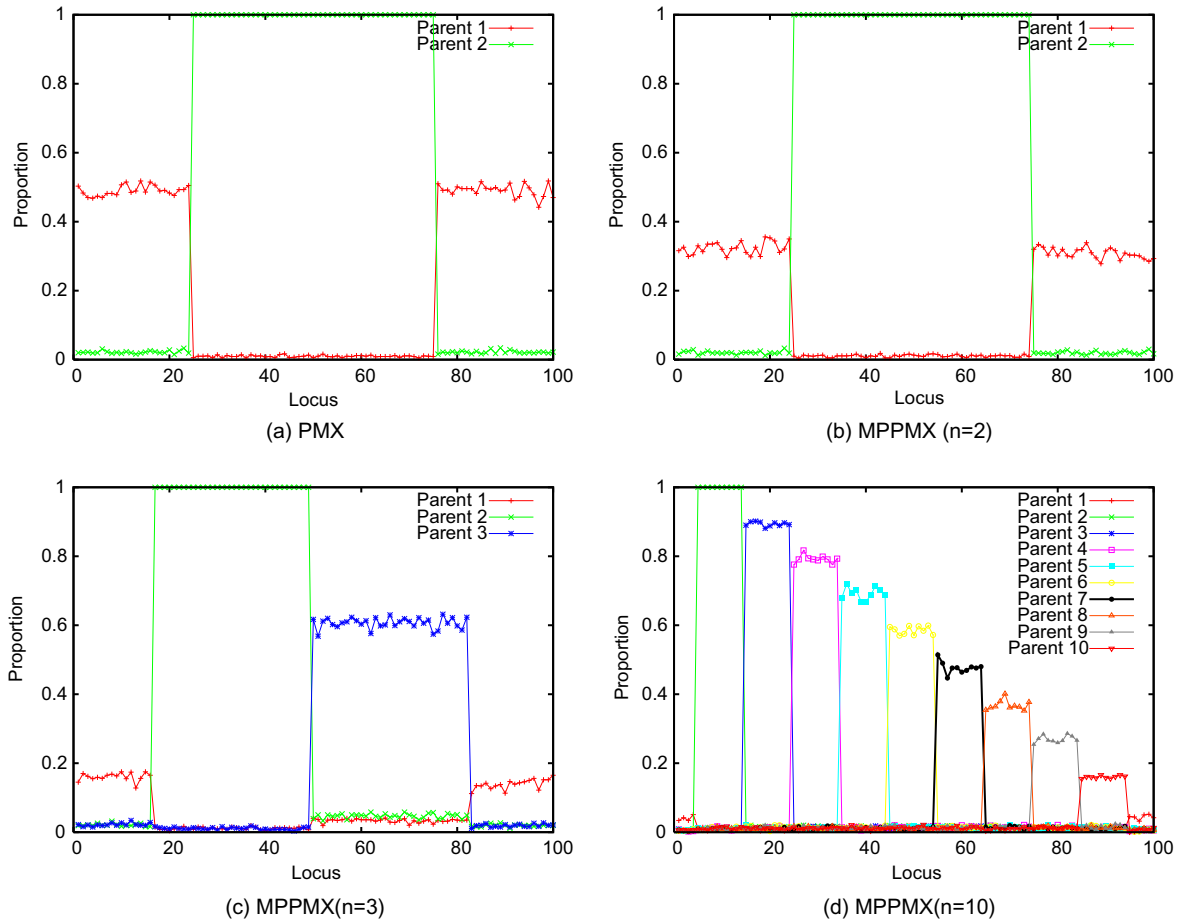 1
0.8
0.6
0.4
0.2
0
Proportion
0 20 40 60 80 100
Locus
Parent 1
Parent 2
(a) PMX
1
0.8
0.6
0.4
0.2
0
Proportion
0 20 40 60 80 100
Locus
Parent 1
Parent 2
(b) MPPMX (n=2)
1
0.8
0.6
0.4
0.2
0
Proportion
0 20 40 60 80 100
Locus
Parent 1
Parent 2
Parent 3
(c) MPPMX(n=3)
1
0.8
0.6
0.4
0.2
0
Proportion
0 20 40 60 80 100
Locus
Parent 1
Parent 2
Parent 3
Parent 4
Parent 5
Parent 6
Parent 7
Parent 8
Parent 9
Parent 10
(d) MPPMX(n=10)